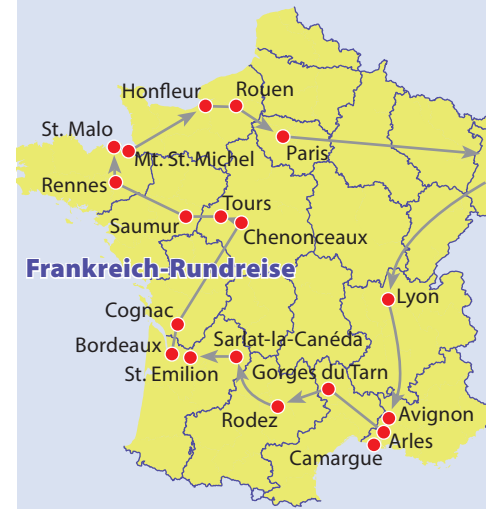 Honfleur
Rouen
St. Malo
Mt. St. Michel
Paris
Rennes
Tours
Saumur
Chenonceaux
Frankreich-Rundreise
Lyon
Cognac
Bordeaux
Sarlat-la-Canéda
St. Emilion
Gorges du Tarn
Rodez
Avignon
Arles
Camargue